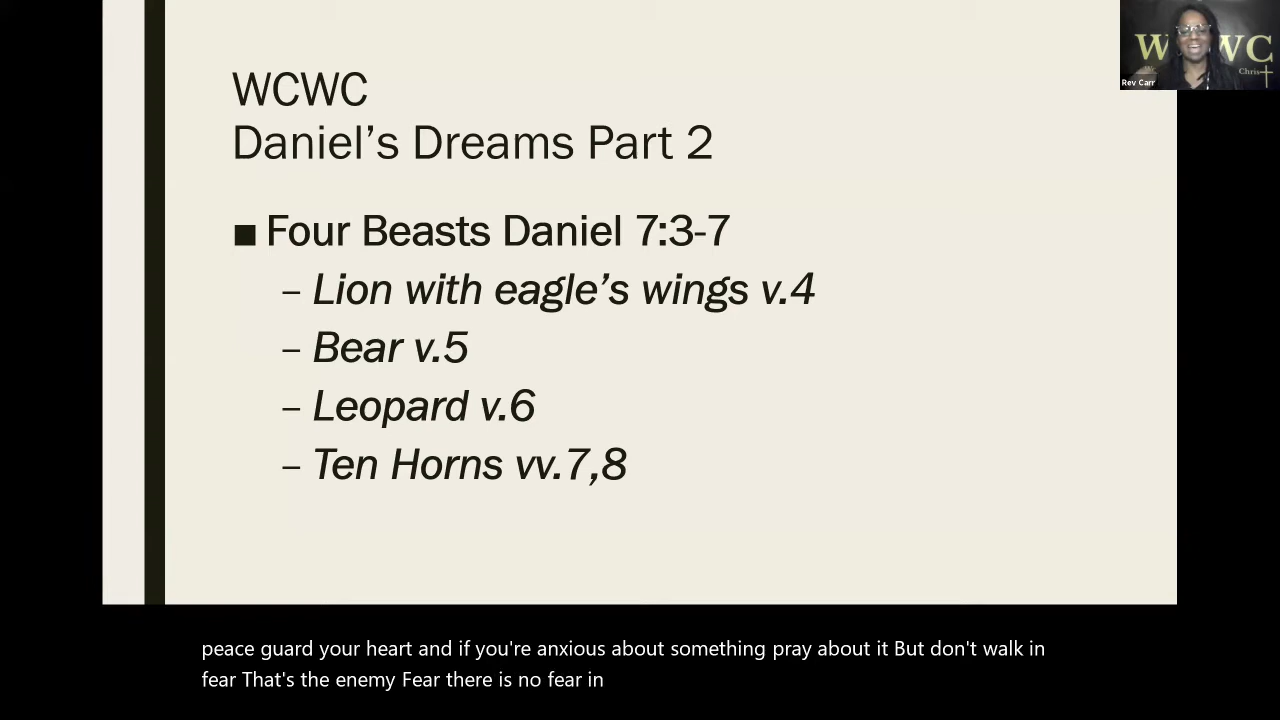 WCWC
Daniel's Dreams Part 2
■ Four Beasts Daniel 7:3-7
– Lion with eagle's wings v.4
– Bear v.5
– Leopard v.6
– Ten Horns vv.7,8
Chris
Rev Carr
peace guard your heart and if you're anxious about something pray about it But don't walk in
fear That's the enemy Fear there is no fear in